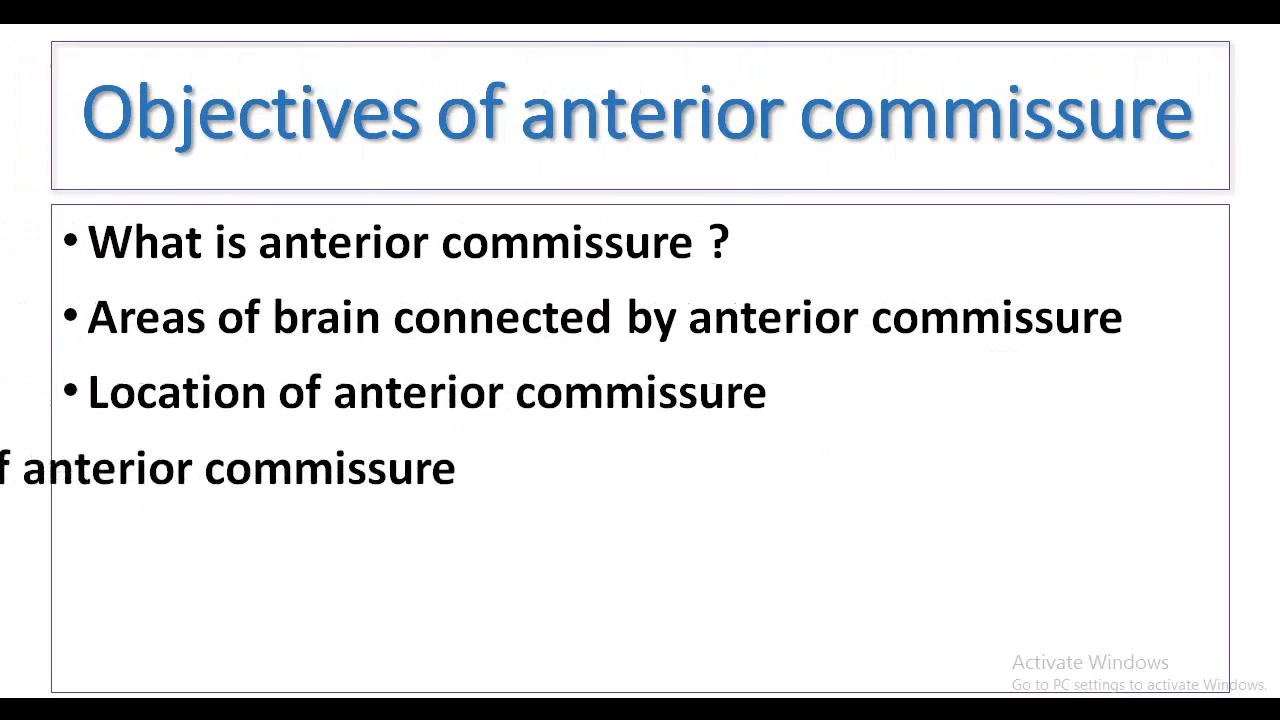 Objectives of anterior commissure
• What is anterior commissure ?
• Areas of brain connected by anterior commissure
• Location of anterior commissure
f anterior commissure
Activate Windows
Go to PC settings to activate Windows.